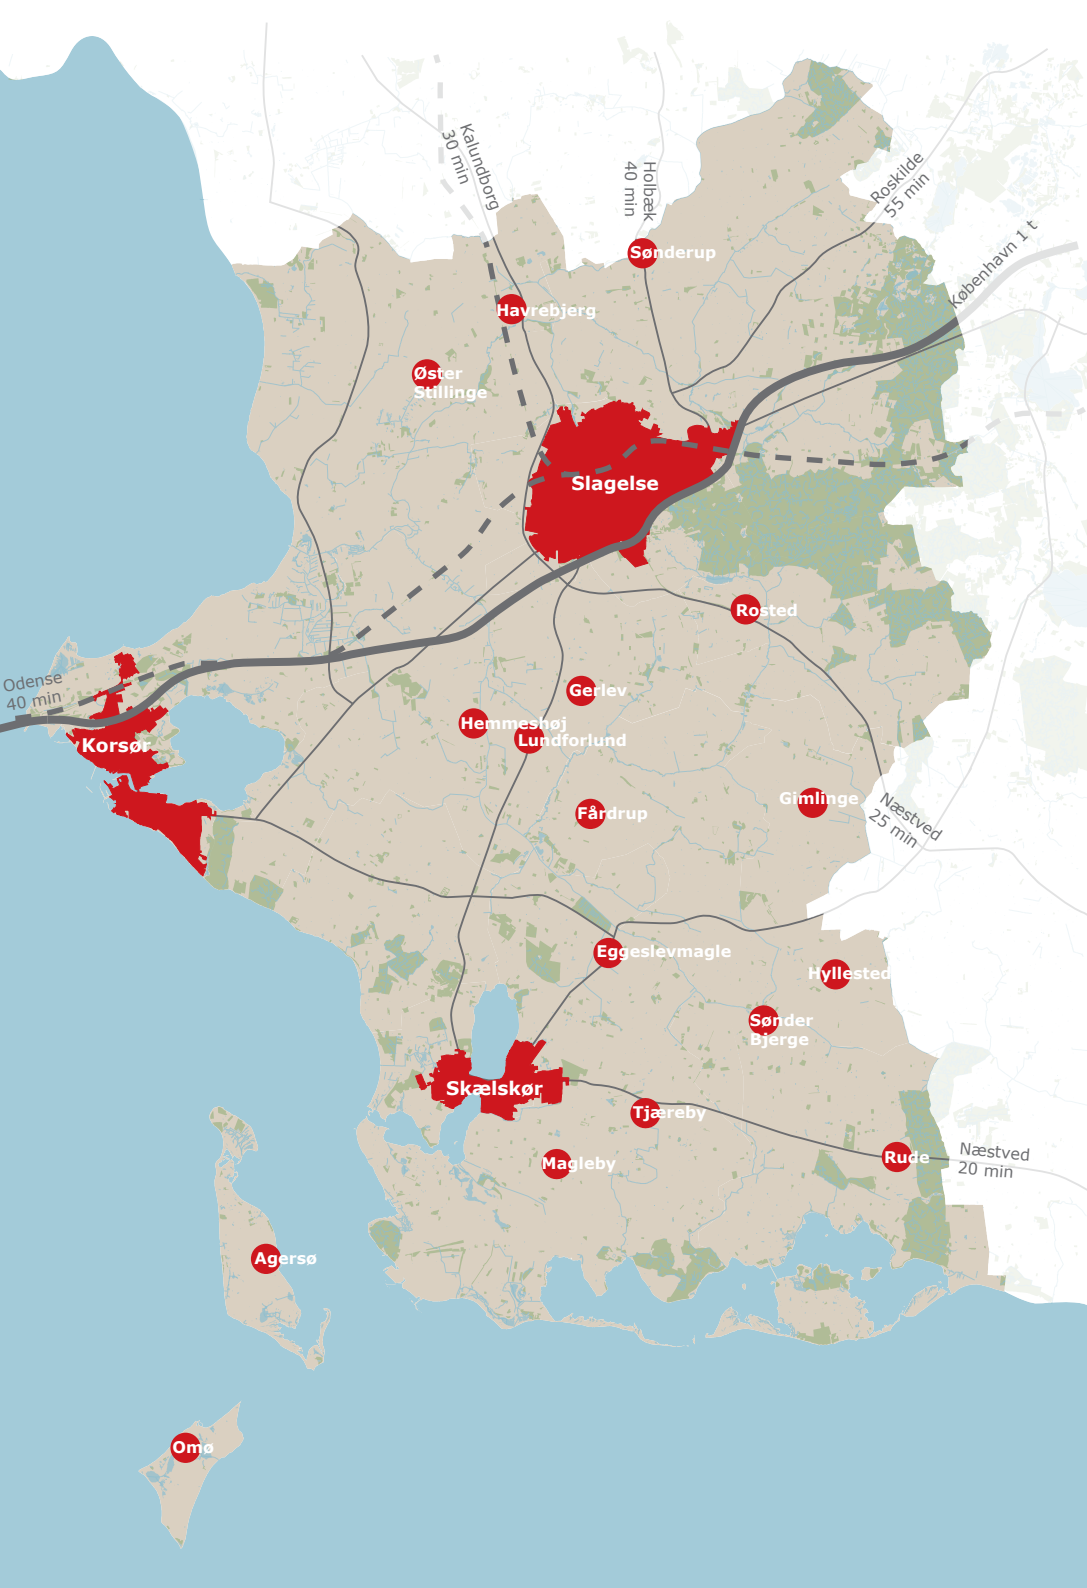 Kalundborg
30 min
Holbæk
40 min
Roskilde
55 min
København 1 t
Sønderup
Havrebjerg
Øster
Stillinge
Slagelse
Rosted
Odense
40 min
Gerlev
Hemmeshøj
Lundforlund
Korsør
Gimlinge
Fårdrup
Næstved
25 min
Eggeslevmagle
Hyllested
Sønder
Bjerge
Skælskør
Tjæreby
Magleby
Rude
Næstved
20 min
Agersø
Omø